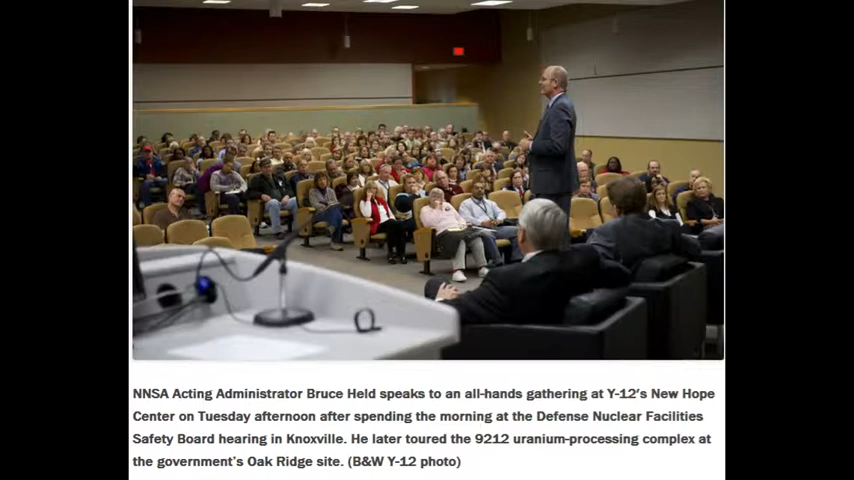 NNSA Acting Administrator Bruce Held speaks to an all-hands gathering at Y-12's New Hope
Center on Tuesday afternoon after spending the morning at the Defense Nuclear Facilities
Safety Board hearing in Knoxville. He later toured the 9212 uranium-processing complex at
the government's Oak Ridge site. (B&W Y-12 photo)